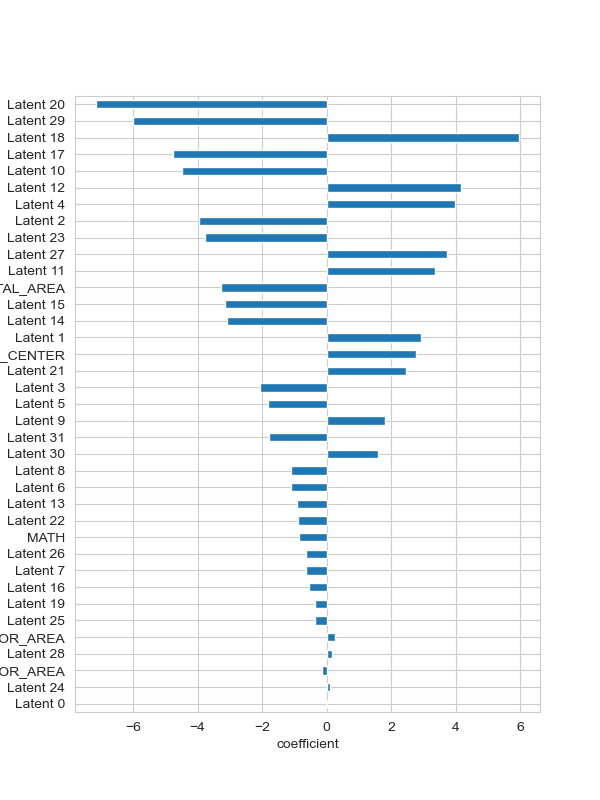 Latent 20
Latent 29
Latent 18
Latent 17
Latent 10
Latent 12
Latent 4
Latent 2
Latent 23
Latent 27
Latent 11
TAL_AREA
Latent 15
Latent 14
Latent 1
_CENTER
Latent 21
Latent 3
Latent 5
Latent 9
Latent 31
Latent 30
Latent 8
Latent 6
Latent 13
Latent 22
MATH
Latent 26
Latent 7
Latent 16
Latent 19
Latent 25
OR_AREA
Latent 28
OR_AREA
Latent 24
Latent 0
−6 −4 −2 0 2 4 6
coefficient